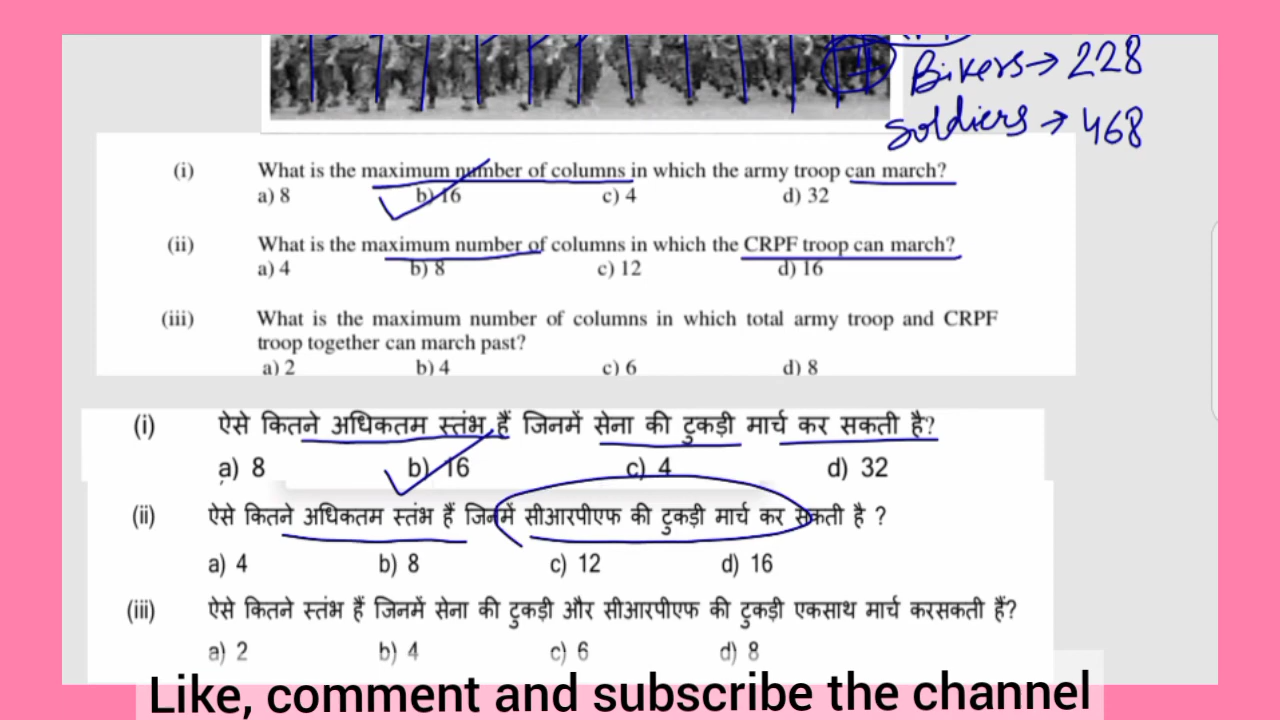 Bikers→228
Soldiers→468
(i) What is the maximum number of columns in which the army troop can march?
a) 8 b) 16 c) 4 d) 32
(ii) What is the maximum number of columns in which the CRPF troop can march?
a) 4 b) 8 c) 12 d) 16
(iii) What is the maximum number of columns in which total army troop and CRPF
troop together can march past?
a) 2 b) 4 c) 6 d) 8
(i) ऐसे कितने अधिकतम स्तंभ हैं जिनमें सेना की टुकड़ी मार्च कर सकती है?
a) 8 b) 16 c) 4 d) 32
(ii) ऐसे कितने अधिकतम स्तंभ हैं जिनमें सीआरपीएफ की टुकड़ी मार्च कर सकती है ?
a) 4 b) 8 c) 12 d) 16
(iii) ऐसे कितने स्तंभ हैं जिनमें सेना की टुकड़ी और सीआरपीएफ की टुकड़ी एकसाथ मार्च करसकती हैं?
a) 2 b) 4 c) 6 d) 8
Like, comment and subscribe the channel